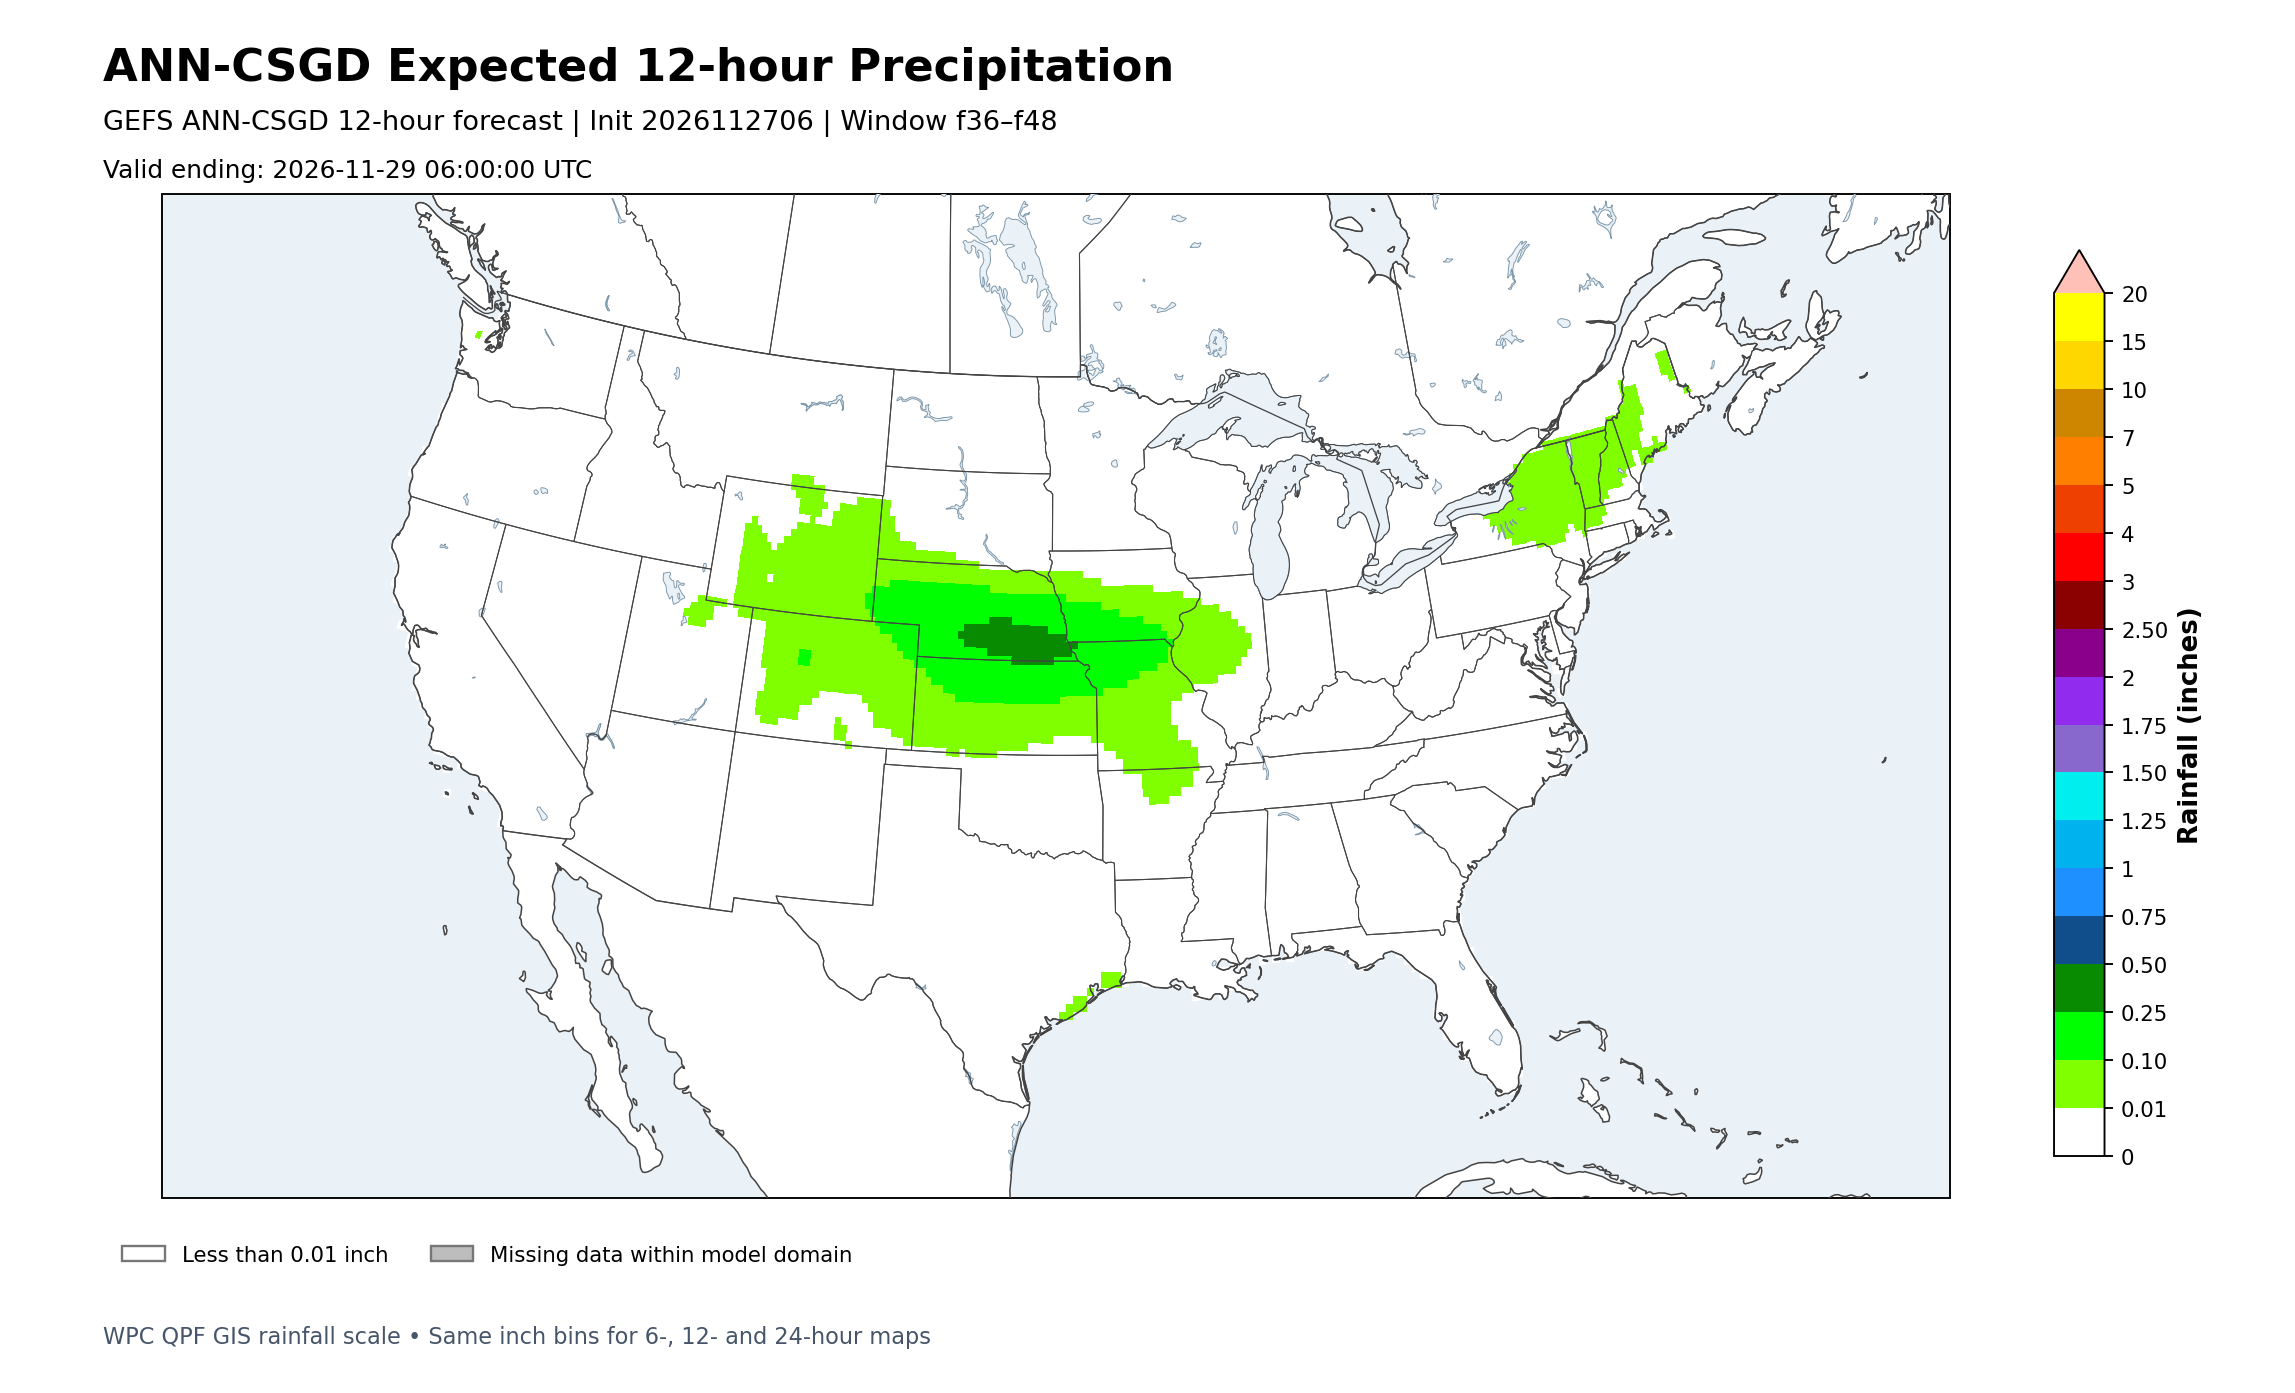 ANN-CSGD Expected 12-hour Precipitation
GEFS ANN-CSGD 12-hour forecast | Init 2026112706 | Window f36–f48
Valid ending: 2026-11-29 06:00:00 UTC
20
15
10
7
5
4
3
2.50
2
1.75
1.50
1.25
1
0.75
0.50
0.25
0.10
0.01
0
Rainfall (inches)
Less than 0.01 inch
Missing data within model domain
WPC QPF GIS rainfall scale • Same inch bins for 6-, 12- and 24-hour maps